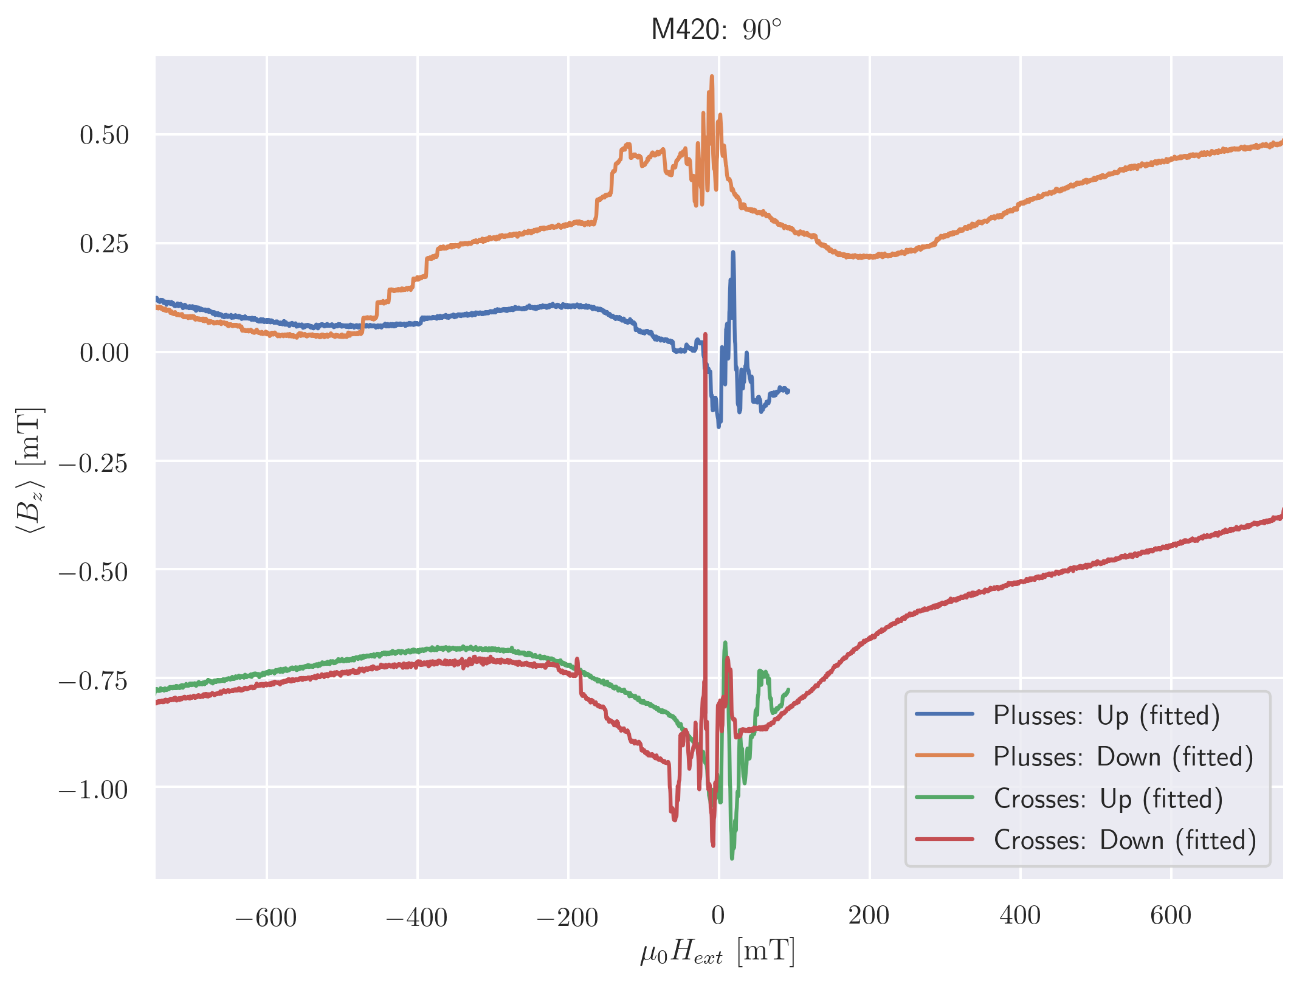 M420: 90°
0.50
0.25
0.00
−0.25
−0.50
−0.75
−1.00
⟨B_z⟩ [mT]
Plusses: Up (fitted)
Plusses: Down (fitted)
Crosses: Up (fitted)
Crosses: Down (fitted)
−600 −400 −200 0 200 400 600
μ₀H_ext [mT]